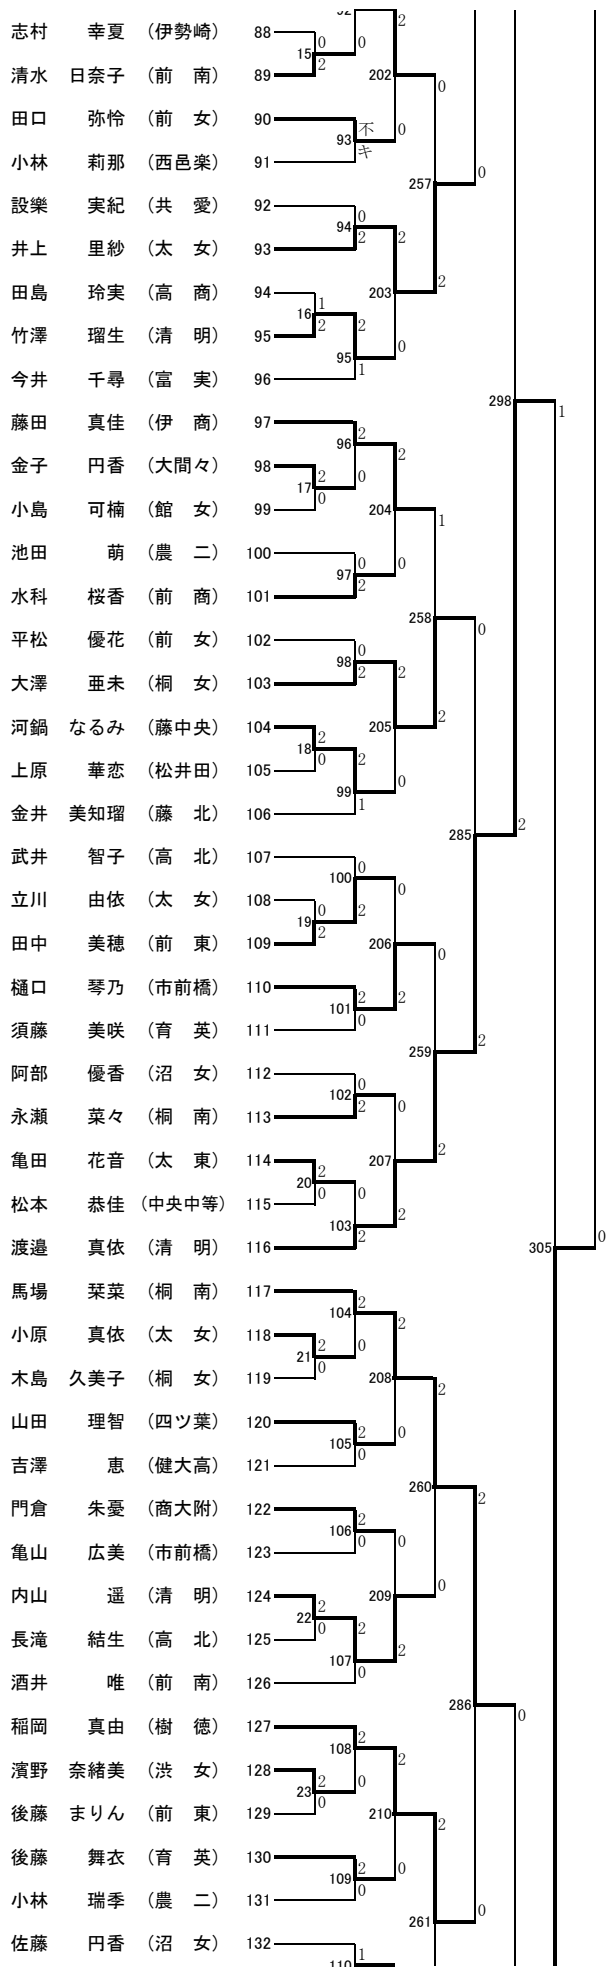 92 2
志村 幸夏 (伊勢崎) 88 0 0
15 2
清水 日奈子 (前 南) 89 202 0
田口 弥怜 (前 女) 90 不 0
93 キ
小林 莉那 (西邑楽) 91
257 0
設樂 実紀 (共 愛) 92 0
94 2 2
井上 里紗 (太 女) 93
2
田島 玲実 (高 商) 94 1 203
16 2 2
竹澤 瑠生 (清 明) 95 0
95 1
今井 千尋 (富 実) 96
298 1
藤田 真佳 (伊 商) 97 2
96 2
金子 円香 (大間々) 98 2 0
17 0
小島 可楠 (館 女) 99 204 1
池田 萌 (農 二) 100 0 0
97 2
水科 桜香 (前 商) 101
258 0
平松 優花 (前 女) 102 0
98 2 2
大澤 亜未 (桐 女) 103
2
河鍋 なるみ (藤中央) 104 2 205
18 0 2
上原 華恋 (松井田) 105 0
99 1
金井 美知瑠 (藤 北) 106
285 2
武井 智子 (高 北) 107 0
100 0
立川 由依 (太 女) 108 0 2
19 2
田中 美穂 (前 東) 109 206 0
樋口 琴乃 (市前橋) 110 2 2
101 0
須藤 美咲 (育 英) 111
259 2
阿部 優香 (沼 女) 112 0
102 2 0
永瀬 菜々 (桐 南) 113
2
亀田 花音 (太 東) 114 2 207
20 0 0
松本 恭佳 (中央中等) 115 2
103 2
渡邉 真依 (清 明) 116 305 0
馬場 栞菜 (桐 南) 117 2
104 2
小原 真依 (太 女) 118 2 0
21 0
木島 久美子 (桐 女) 119 208 2
山田 理智 (四ツ葉) 120 2 0
105 0
吉澤 恵 (健大高) 121
260 2
門倉 朱憂 (商大附) 122 2
106 0 0
亀山 広美 (市前橋) 123
0
内山 遥 (清 明) 124 2 209
22 0 2
長滝 結生 (高 北) 125 2
107 0
酒井 唯 (前 南) 126
286 0
稲岡 真由 (樹 徳) 127 2
108 2
濱野 奈緒美 (渋 女) 128 2 0
23 0
後藤 まりん (前 東) 129 210 2
後藤 舞衣 (育 英) 130 2 0
109 0
小林 瑞季 (農 二) 131
261 0
佐藤 円香 (沼 女) 132 1
110